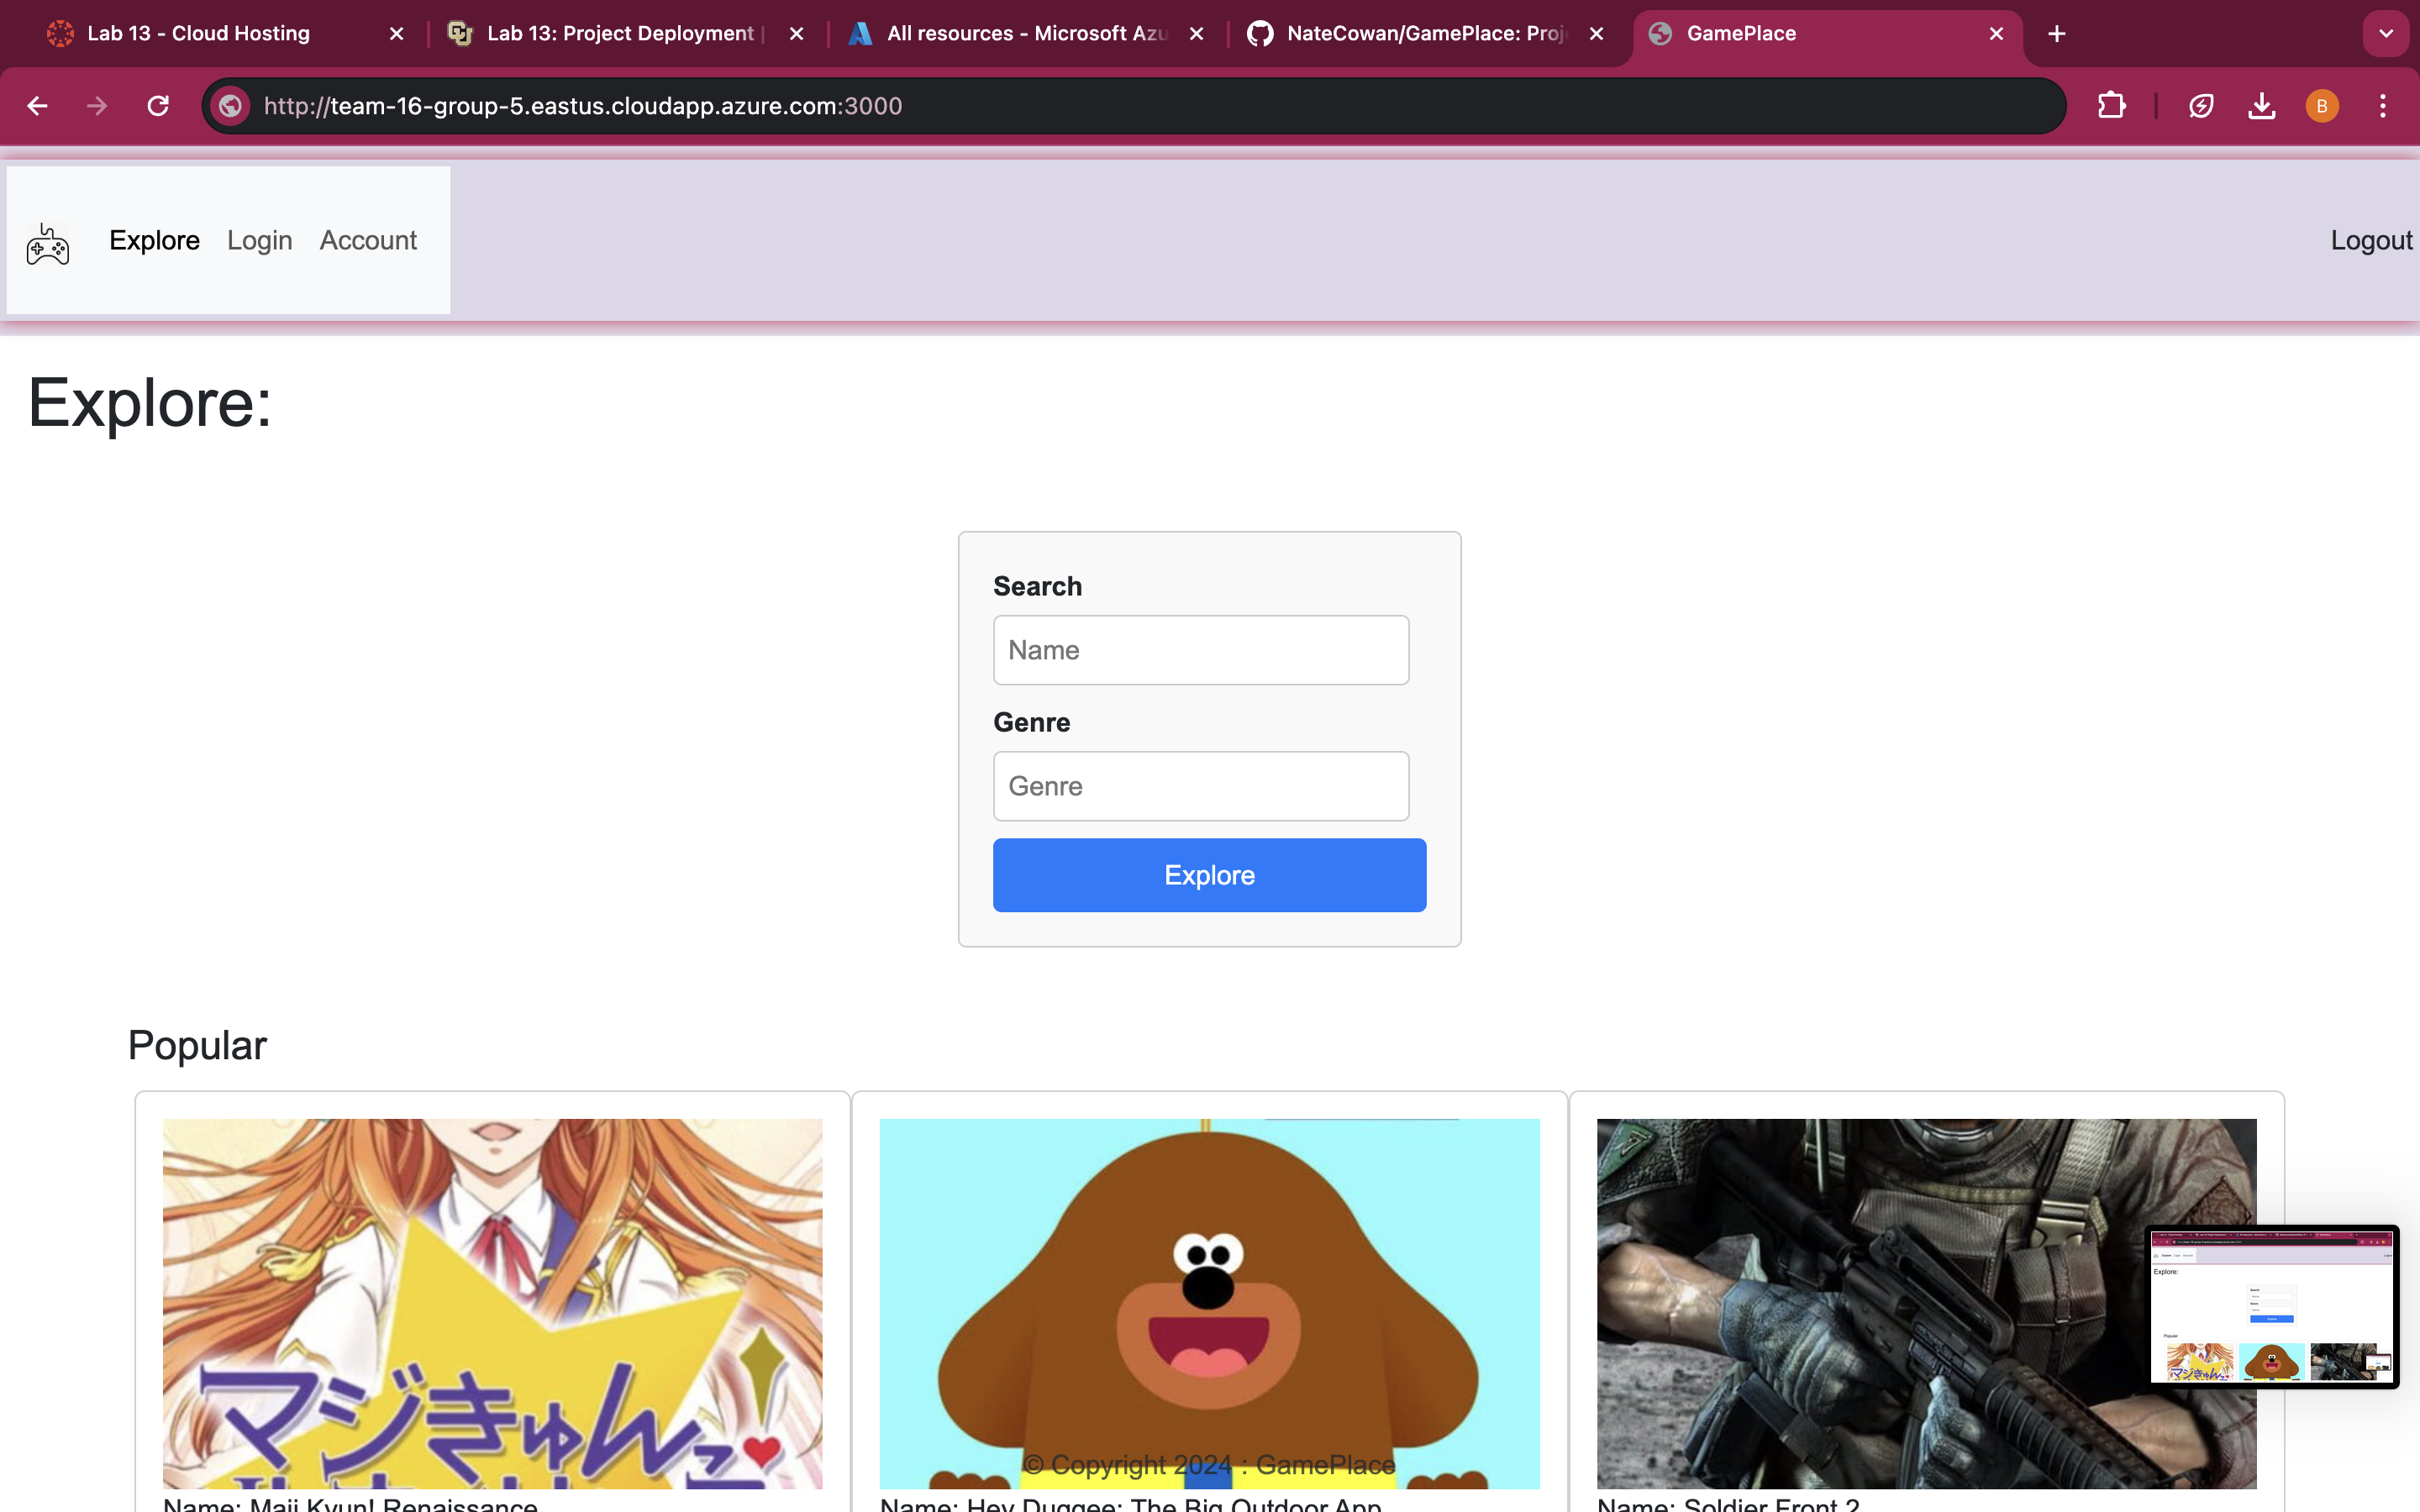 Lab 13 - Cloud Hosting
Lab 13: Project Deployment |
All resources - Microsoft Azu
NateCowan/GamePlace: Proj
GamePlace
http://team-16-group-5.eastus.cloudapp.azure.com:3000
B
Explore
Login
Account
Logout
Explore:
Search
Name
Genre
Genre
Explore
Popular
マジきゅんっ
© Copyright 2024 : GamePlace
Name: Maji Kyun! Renaissance
Name: Hey Duggee: The Big Outdoor App
Name: Soldier Front 2
Explore: